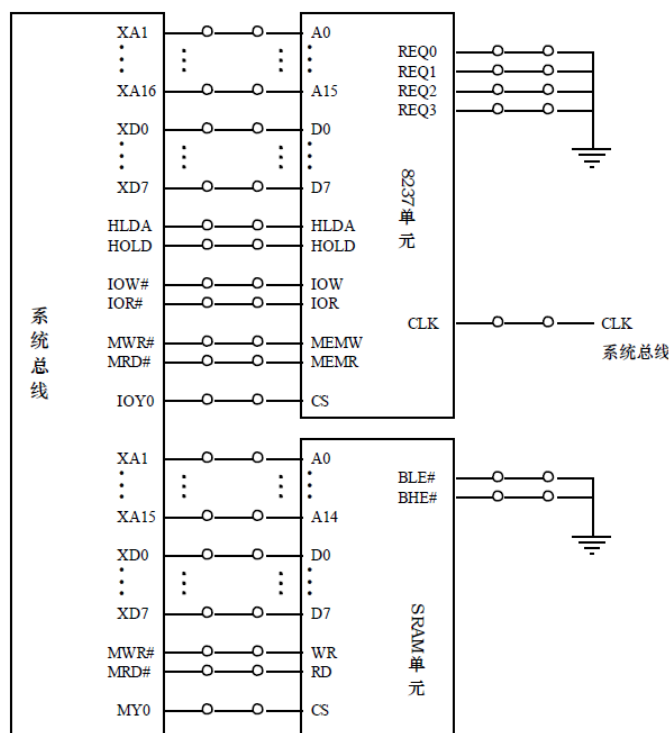 XA1
XA16
XD0
XD7
HLDA
HOLD
IOW#
IOR#
MWR#
MRD#
IOY0
XA1
XA15
XD0
XD7
MWR#
MRD#
MY0
系统总线
A0
A15
D0
D7
HLDA
HOLD
IOW
IOR
MEMW
MEMR
CS
8237单元
REQ0
REQ1
REQ2
REQ3
CLK
CLK
系统总线
A0
A14
D0
D7
WR
RD
CS
SRAM单元
BLE#
BHE#